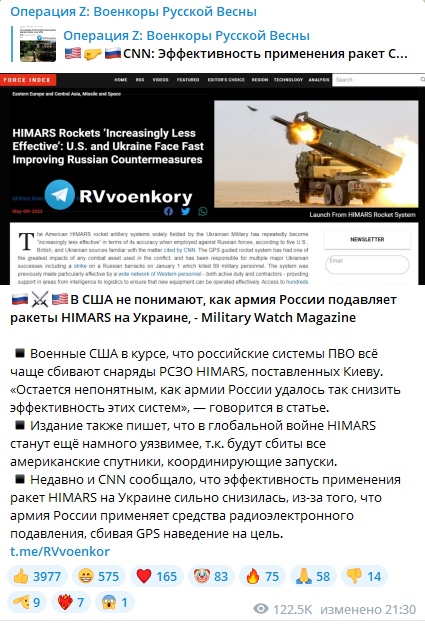 Операция Z: Военкоры Русской Весны
Операция Z: Военкоры Русской Весны
🇺🇸🤛🇷🇺CNN: Эффективность применения ракет С...
FORCE INDEX
HOME RSS VIDEOS FEATURED EDITOR'S CHOICE REGION TECHNOLOGY ANALYSIS Search
Eastern Europe and Central Asia, Missile and Space
HIMARS Rockets 'Increasingly Less
Effective': U.S. and Ukraine Face Fast
Improving Russian Countermeasures
RVvoenkory
Launch From HIMARS Rocket System
The American HIMARS rocket artillery systems widely fielded by the Ukrainian Military has repeatedly become
"increasingly less effective" in terms of its accuracy when employed against Russian forces, according to five U.S.,
British, and Ukrainian sources familiar with the matter cited by CNN. The GPS guided rocket system has had one of
the greatest impacts of any combat asset used in the conflict, and has been responsible for multiple major Ukrainian
successes including a strike on a Russian barracks on January 1 which killed 89 military personnel. The system was
previously made particularly effective by a wide network of Western personnel - both active duty and contractors - providing
support in areas from intelligence to logistics to ensure that new equipment can be operated effectively. Access to hundreds
NEWSLETTER
Email
🇷🇺⚔️🇺🇸В США не понимают, как армия России подавляет
ракеты HIMARS на Украине, - Military Watch Magazine
◾️Военные США в курсе, что российские системы ПВО всё
чаще сбивают снаряды РСЗО HIMARS, поставленных Киеву.
«Остается непонятным, как армии России удалось так снизить
эффективность этих систем», — говорится в статье.
◾️Издание также пишет, что в глобальной войне HIMARS
станут ещё намного уязвимее, т.к. будут сбиты все
американские спутники, координирующие запуски.
◾️Недавно и CNN сообщало, что эффективность применения
ракет HIMARS на Украине сильно снизилась, из-за того, что
армия России применяет средства радиоэлектронного
подавления, сбивая GPS наведение на цель.
t.me/RVvoenkor
👍 3977 😁 575 ❤️ 165 🤡 83 🔥 75 🙏 58 👎 14
🫡 9 ❤️‍🔥 7 😱 1
122.5K изменено 21:30